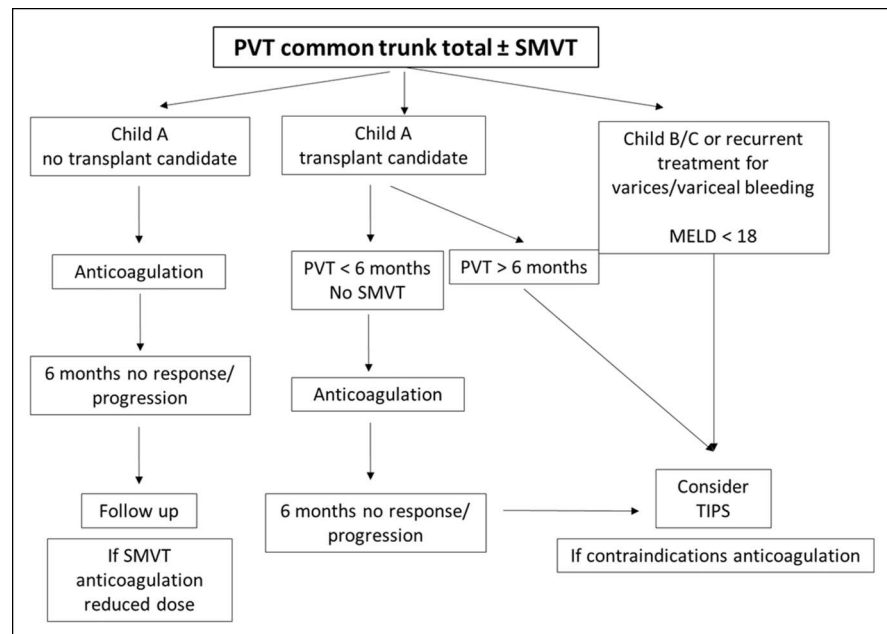 PVT common trunk total ± SMVT
Child A
no transplant candidate
Child A
transplant candidate
Child B/C or recurrent
treatment for
varices/variceal bleeding
MELD < 18
Anticoagulation
PVT < 6 months
No SMVT
PVT > 6 months
6 months no response/
progression
Anticoagulation
Follow up
6 months no response/
progression
Consider
TIPS
If SMVT
anticoagulation
reduced dose
If contraindications anticoagulation